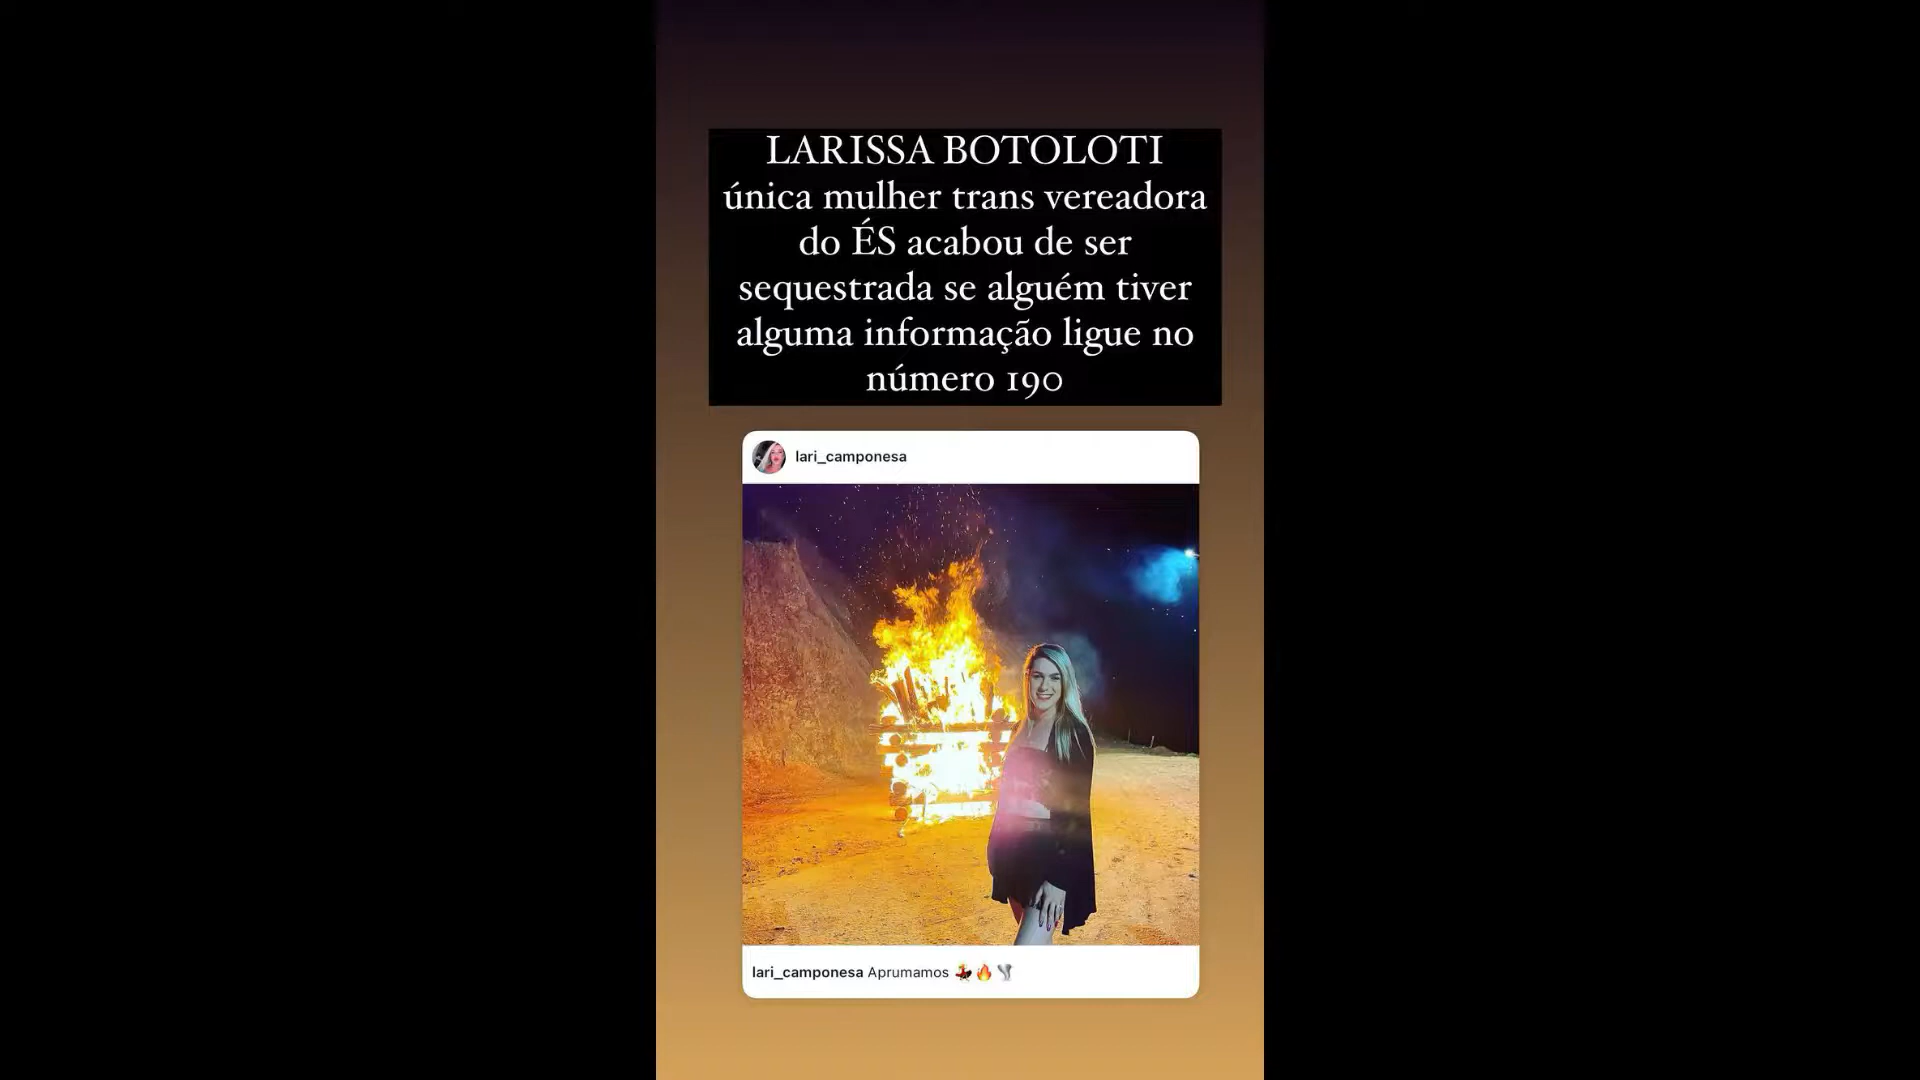 LARISSA BOTOLOTI
única mulher trans vereadora
do ÉS acabou de ser
sequestrada se alguém tiver
alguma informação ligue no
número 190
lari_camponesa
lari_camponesa Aprumamos 💃🔥🌪️